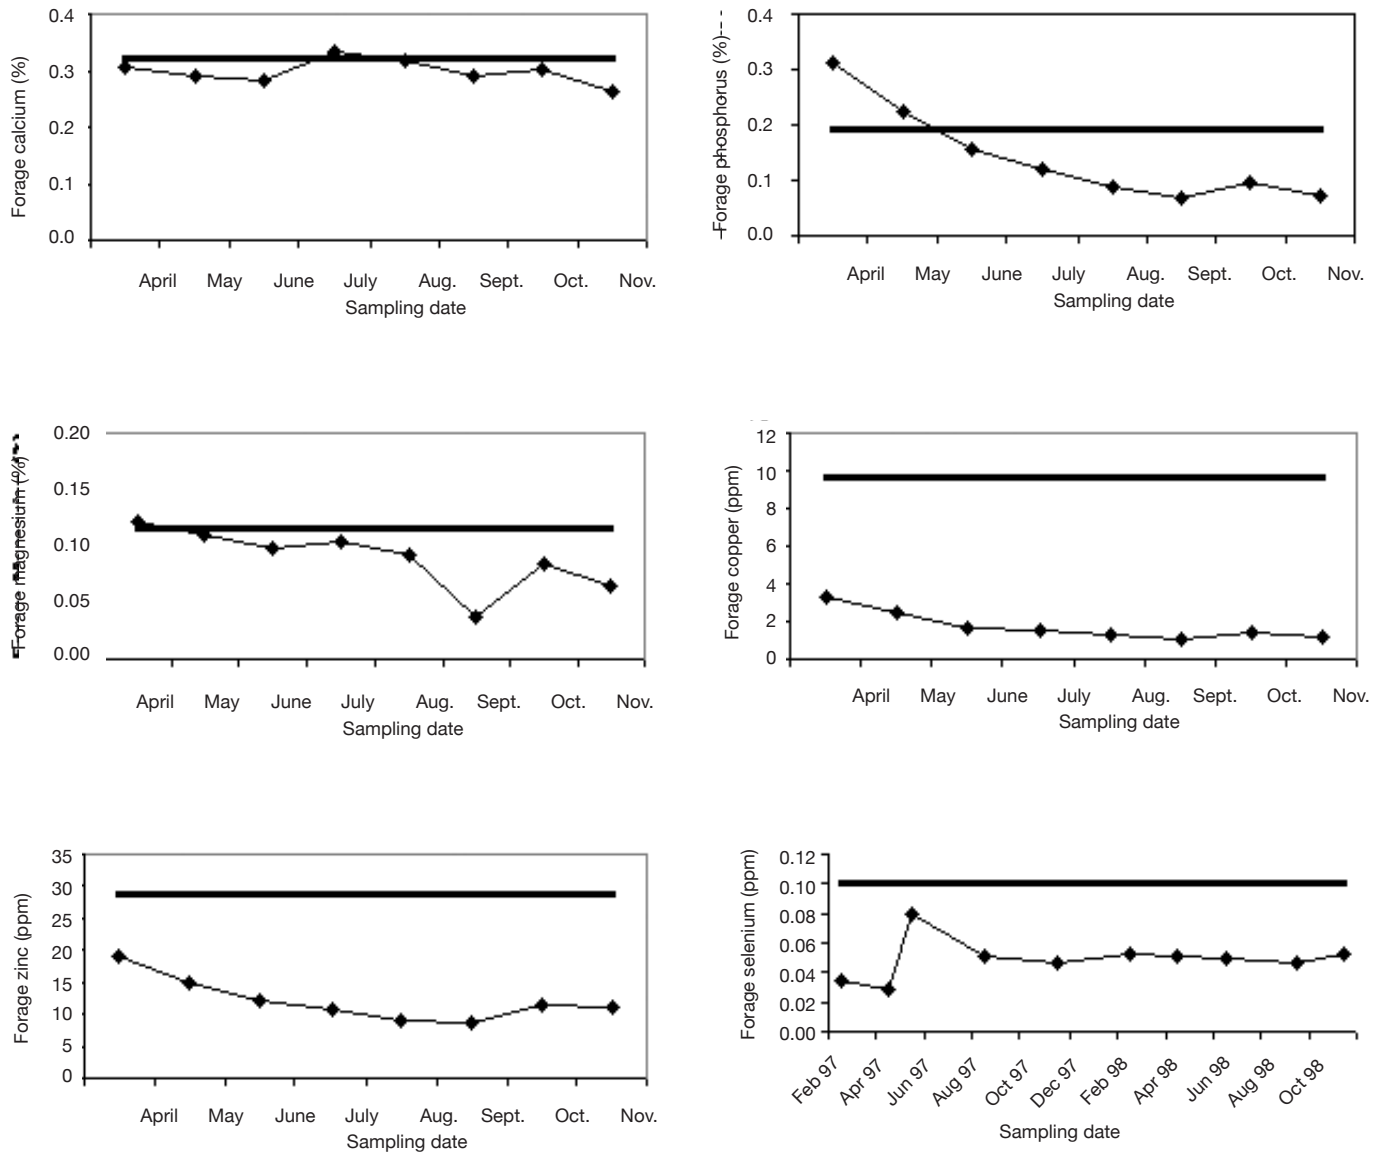 Forage calcium (%)
0.4
0.3
0.2
0.1
0.0
April May June July Aug. Sept. Oct. Nov.
Sampling date
Forage phosphorus (%)
0.4
0.3
0.2
0.1
0.0
April May June July Aug. Sept. Oct. Nov.
Sampling date
Forage magnesium (%)
0.20
0.15
0.10
0.05
0.00
April May June July Aug. Sept. Oct. Nov.
Sampling date
Forage copper (ppm)
12
10
8
6
4
2
0
April May June July Aug. Sept. Oct. Nov.
Sampling date
Forage zinc (ppm)
35
30
25
20
15
10
5
0
April May June July Aug. Sept. Oct. Nov.
Sampling date
Forage selenium (ppm)
0.12
0.10
0.08
0.06
0.04
0.02
0.00
Feb 97 Apr 97 Jun 97 Aug 97 Oct 97 Dec 97 Feb 98 Apr 98 Jun 98 Aug 98 Oct 98
Sampling date